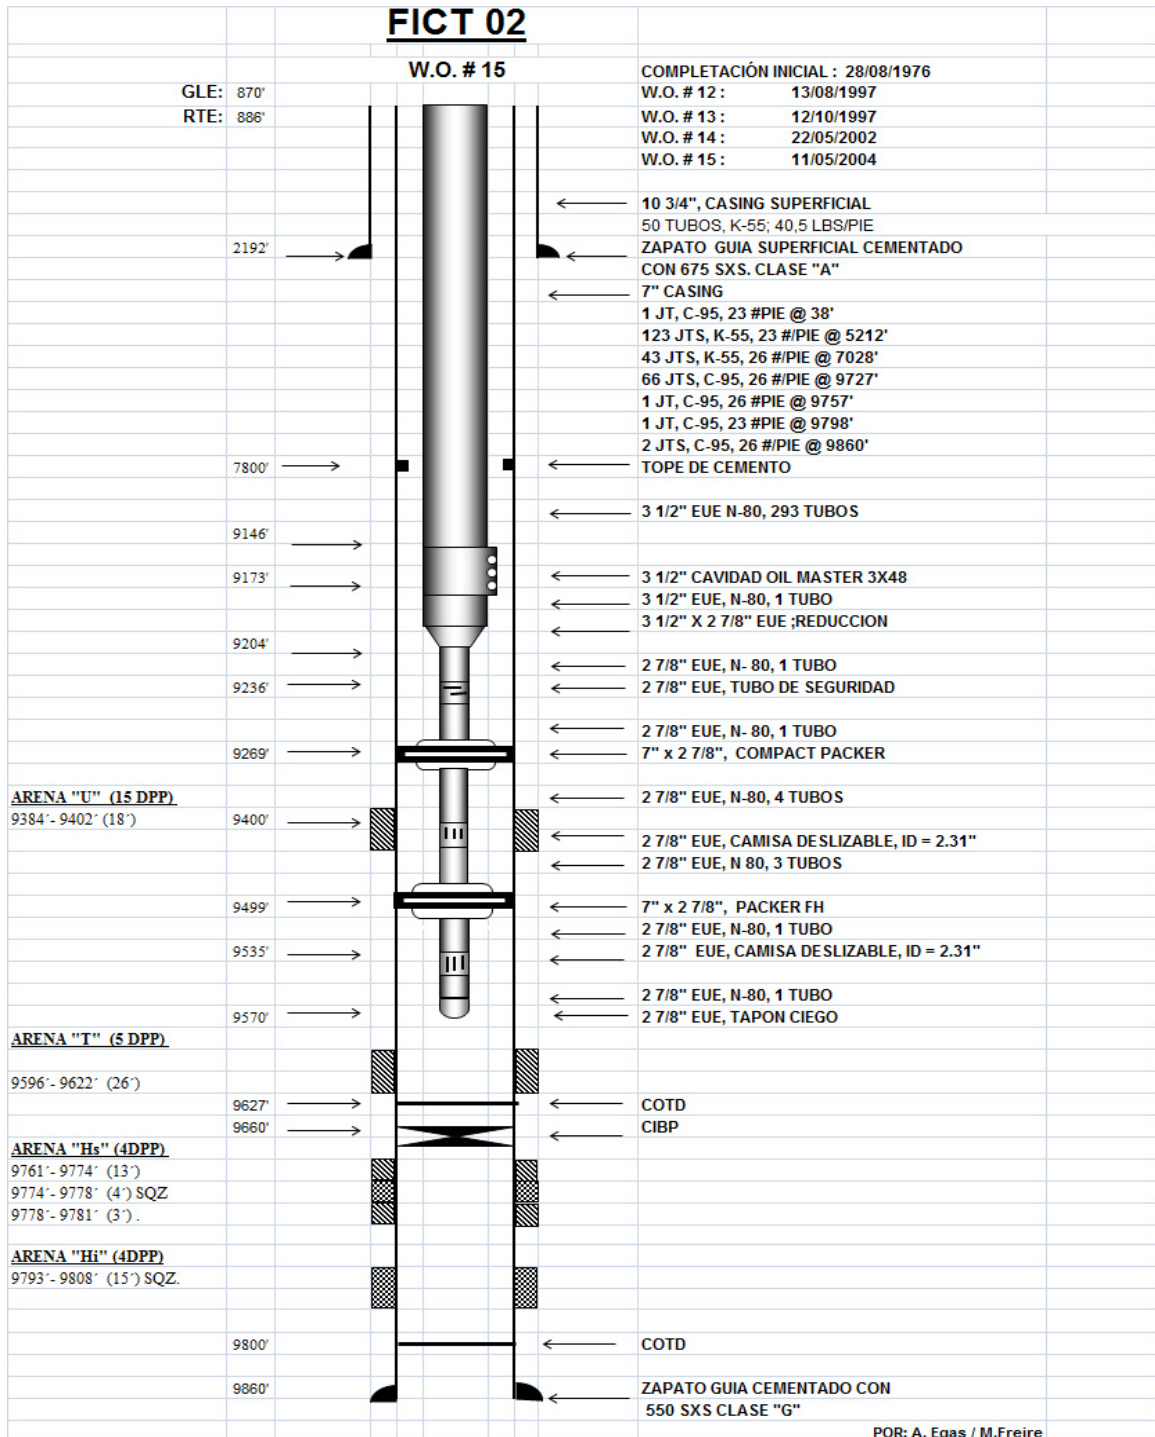 FICT 02
W.O. # 15
COMPLETACIÓN INICIAL : 28/08/1976
GLE: 870'
W.O. # 12 : 13/08/1997
RTE: 886'
W.O. # 13 : 12/10/1997
W.O. # 14 : 22/05/2002
W.O. # 15 : 11/05/2004
10 3/4", CASING SUPERFICIAL
50 TUBOS, K-55; 40,5 LBS/PIE
2192'
ZAPATO GUIA SUPERFICIAL CEMENTADO
CON 675 SXS. CLASE "A"
7" CASING
1 JT, C-95, 23 #PIE @ 38'
123 JTS, K-55, 23 #/PIE @ 5212'
43 JTS, K-55, 26 #/PIE @ 7028'
66 JTS, C-95, 26 #/PIE @ 9727'
1 JT, C-95, 26 #PIE @ 9757'
1 JT, C-95, 23 #PIE @ 9798'
2 JTS, C-95, 26 #/PIE @ 9860'
7800'
TOPE DE CEMENTO
3 1/2" EUE N-80, 293 TUBOS
9146'
9173'
3 1/2" CAVIDAD OIL MASTER 3X48
3 1/2" EUE, N-80, 1 TUBO
3 1/2" X 2 7/8" EUE ;REDUCCION
9204'
2 7/8" EUE, N- 80, 1 TUBO
9236'
2 7/8" EUE, TUBO DE SEGURIDAD
2 7/8" EUE, N- 80, 1 TUBO
9269'
7" x 2 7/8", COMPACT PACKER
ARENA "U" (15 DPP)
2 7/8" EUE, N-80, 4 TUBOS
9384´- 9402´ (18´)
9400'
2 7/8" EUE, CAMISA DESLIZABLE, ID = 2.31"
2 7/8" EUE, N 80, 3 TUBOS
9499'
7" x 2 7/8", PACKER FH
2 7/8" EUE, N-80, 1 TUBO
9535'
2 7/8" EUE, CAMISA DESLIZABLE, ID = 2.31"
2 7/8" EUE, N-80, 1 TUBO
9570'
2 7/8" EUE, TAPON CIEGO
ARENA "T" (5 DPP)
9596´- 9622´ (26´)
9627'
COTD
9660'
CIBP
ARENA "Hs" (4DPP)
9761´- 9774´ (13´)
9774´- 9778´ (4´) SQZ
9778´- 9781´ (3´) .
ARENA "Hi" (4DPP)
9793´- 9808´ (15´) SQZ.
9800'
COTD
9860'
ZAPATO GUIA CEMENTADO CON
550 SXS CLASE "G"
POR: A. Egas / M.Freire